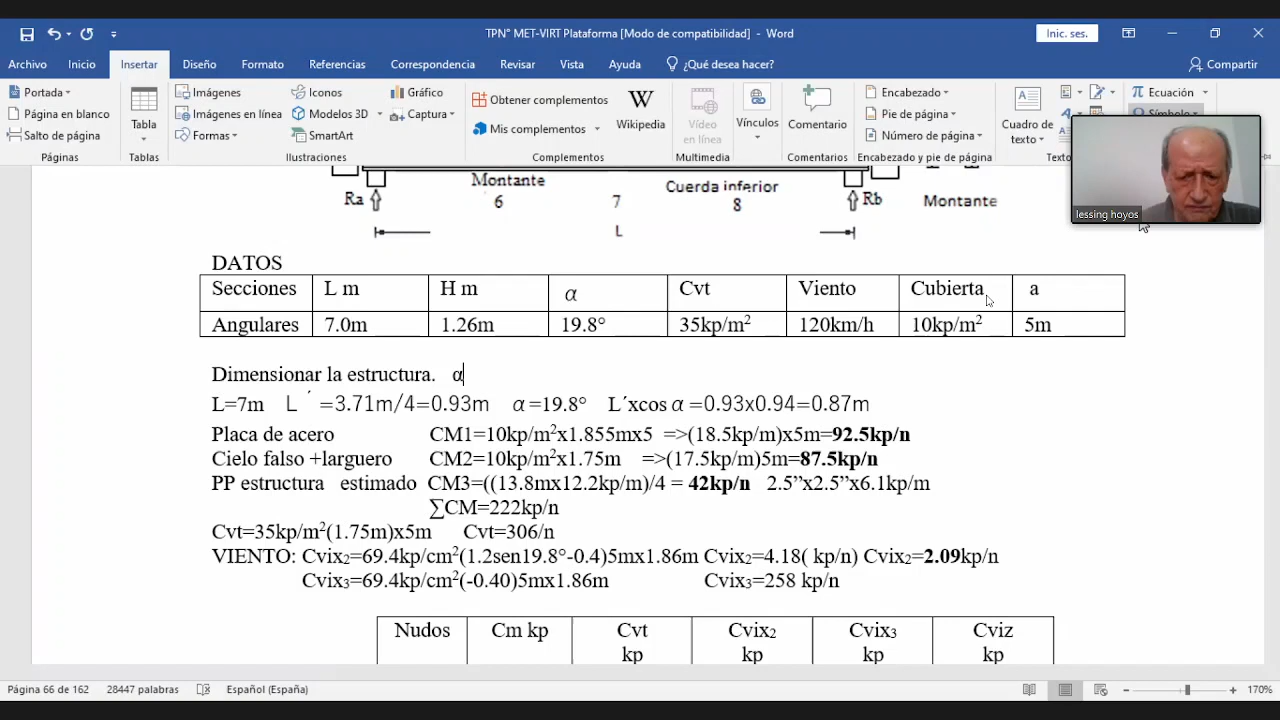 TPN° MET-VIRT Plataforma [Modo de compatibilidad] - Word
Inic. ses.
Archivo Inicio Insertar Diseño Formato Referencias Correspondencia Revisar Vista Ayuda ¿Qué desea hacer? Compartir
Portada
Página en blanco
Salto de página
Páginas
Tabla
Tablas
Imágenes
Imágenes en línea
Formas
Iconos
Modelos 3D
SmartArt
Gráfico
Captura
Ilustraciones
Obtener complementos
Mis complementos
Wikipedia
Complementos
Vídeo en línea
Multimedia
Vínculos
Comentario
Comentarios
Encabezado
Pie de página
Número de página
Encabezado y pie de página
Cuadro de texto
Texto
Ecuación
Símbolo
lessing hoyos
Montante Cuerda inferior
Ra 6 7 8 Rb Montante
L
DATOS
Secciones L m H m α Cvt Viento Cubierta a
Angulares 7.0m 1.26m 19.8° 35kp/m² 120km/h 10kp/m² 5m
Dimensionar la estructura. α
L=7m L´=3.71m/4=0.93m α=19.8° L´xcosα=0.93x0.94=0.87m
Placa de acero CM1=10kp/m²x1.855mx5 =>(18.5kp/m)x5m=92.5kp/n
Cielo falso +larguero CM2=10kp/m²x1.75m =>(17.5kp/m)5m=87.5kp/n
PP estructura estimado CM3=((13.8mx12.2kp/m)/4 = 42kp/n 2.5”x2.5”x6.1kp/m
∑CM=222kp/n
Cvt=35kp/m²(1.75m)x5m Cvt=306/n
VIENTO: Cvix₂=69.4kp/cm²(1.2sen19.8°-0.4)5mx1.86m Cvix₂=4.18( kp/n) Cvix₂=2.09kp/n
Cvix₃=69.4kp/cm²(-0.40)5mx1.86m Cvix₃=258 kp/n
Nudos Cm kp Cvt kp Cvix₂ kp Cvix₃ kp Cviz kp
Página 66 de 162 28447 palabras Español (España) 170%